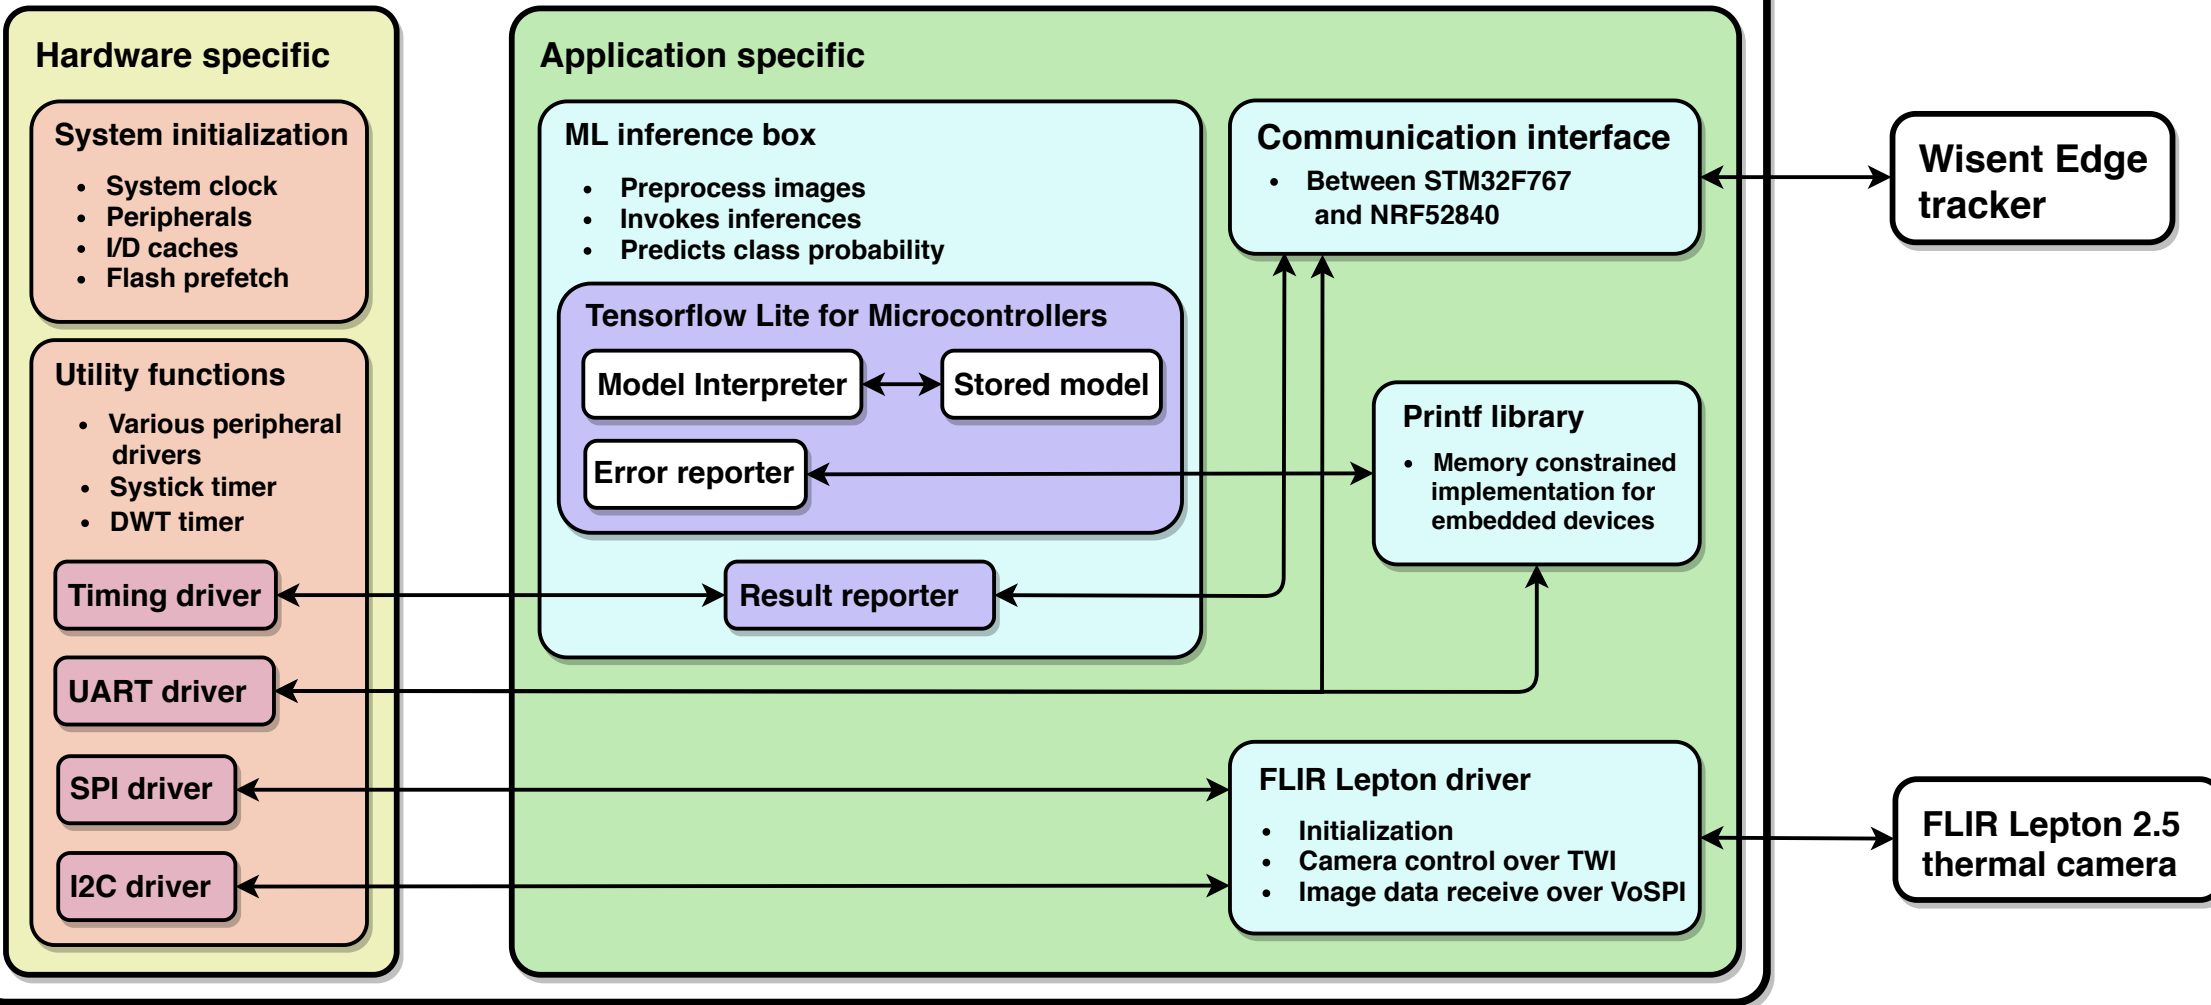 Hardware specific
System initialization
• System clock
• Peripherals
• I/D caches
• Flash prefetch
Utility functions
• Various peripheral
drivers
• Systick timer
• DWT timer
Timing driver
UART driver
SPI driver
I2C driver
Application specific
ML inference box
• Preprocess images
• Invokes inferences
• Predicts class probability
Tensorflow Lite for Microcontrollers
Model Interpreter
Stored model
Error reporter
Result reporter
Communication interface
• Between STM32F767
and NRF52840
Printf library
• Memory constrained
implementation for
embedded devices
FLIR Lepton driver
• Initialization
• Camera control over TWI
• Image data receive over VoSPI
Wisent Edge
tracker
FLIR Lepton 2.5
thermal camera